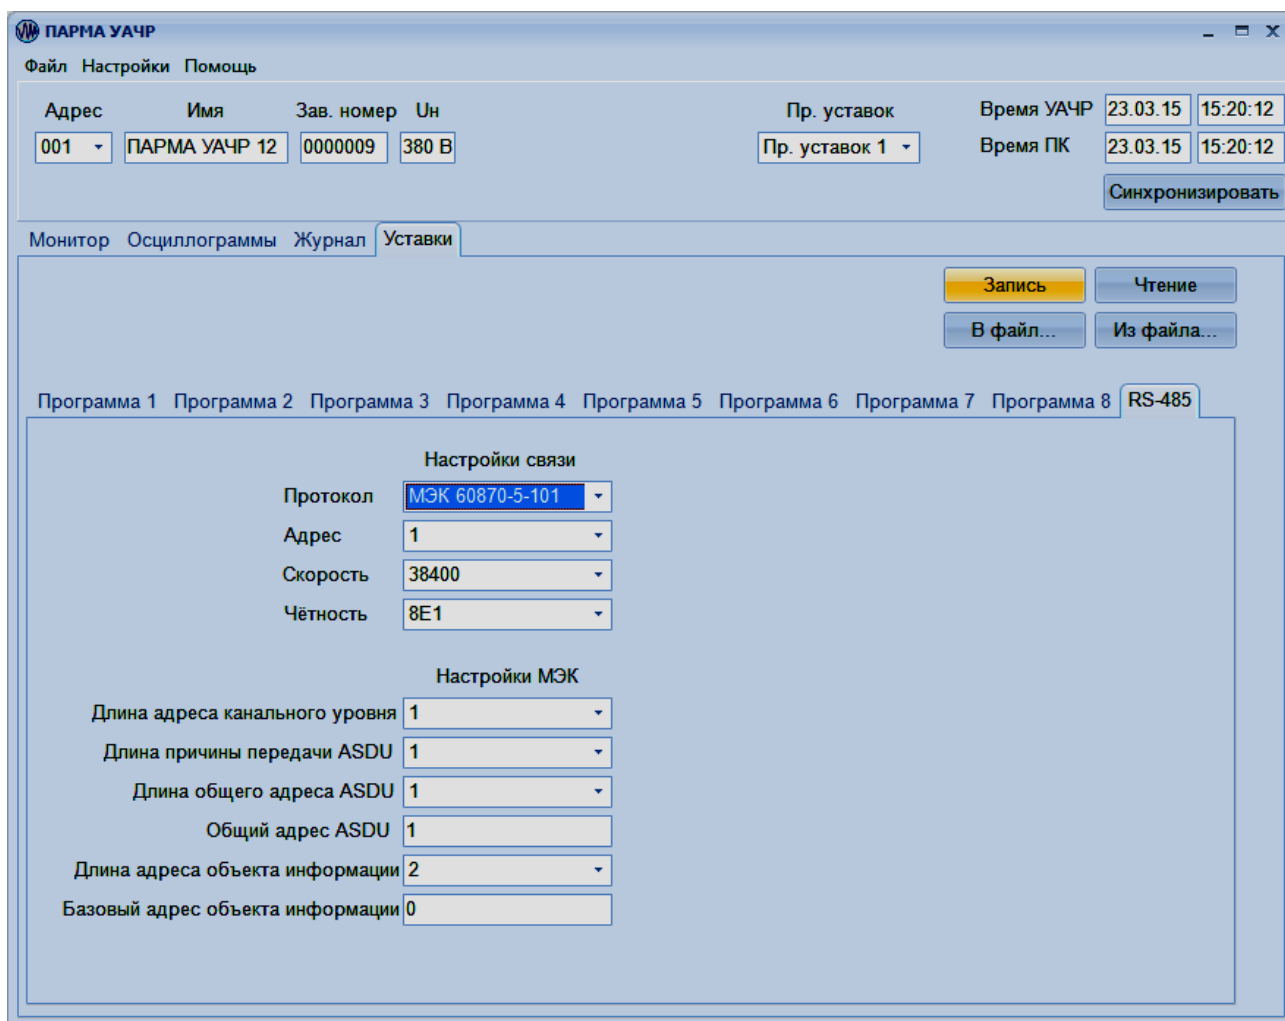 ПАРМА УАЧР
Файл Настройки Помощь
Адрес Имя Зав. номер Uн Пр. уставок Время УАЧР 23.03.15 15:20:12
001 ПАРМА УАЧР 12 0000009 380 В Пр. уставок 1 Время ПК 23.03.15 15:20:12
Синхронизировать
Монитор Осциллограммы Журнал Уставки
Запись Чтение
В файл... Из файла...
Программа 1 Программа 2 Программа 3 Программа 4 Программа 5 Программа 6 Программа 7 Программа 8 RS-485
Настройки связи
Протокол МЭК 60870-5-101
Адрес 1
Скорость 38400
Чётность 8E1
Настройки МЭК
Длина адреса канального уровня 1
Длина причины передачи ASDU 1
Длина общего адреса ASDU 1
Общий адрес ASDU 1
Длина адреса объекта информации 2
Базовый адрес объекта информации 0